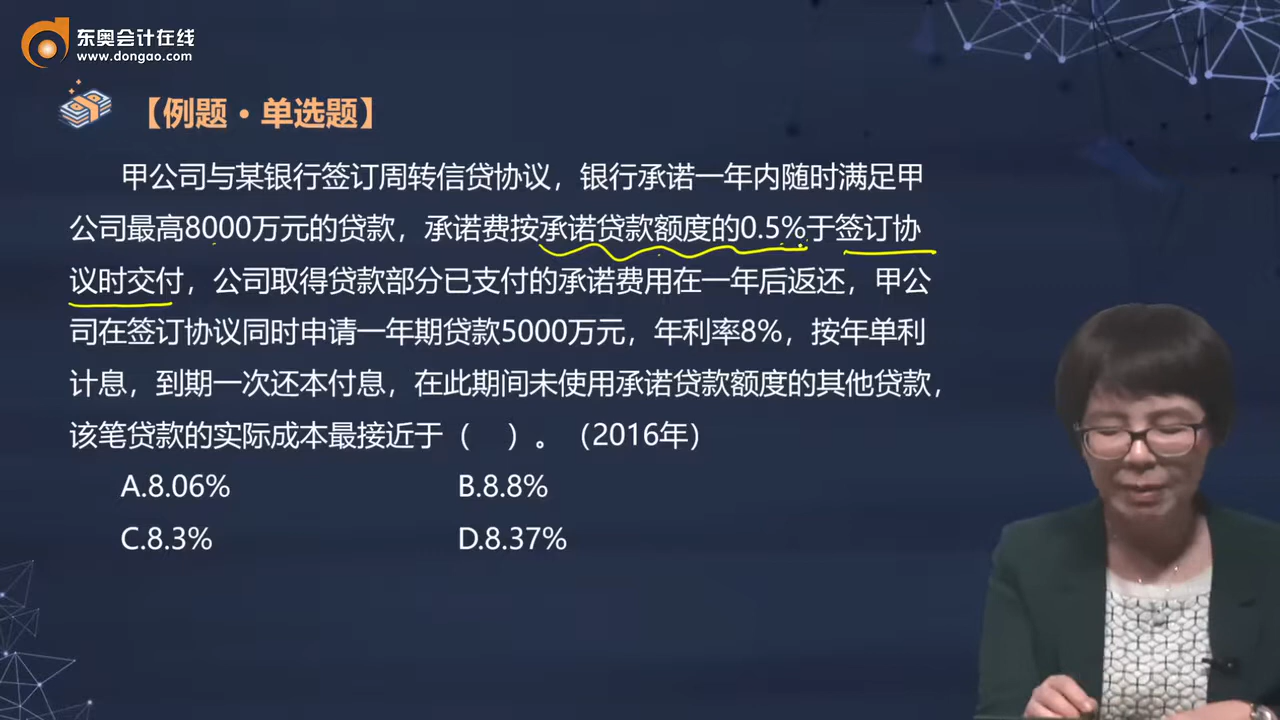 东奥会计在线
www.dongao.com
【例题·单选题】
甲公司与某银行签订周转信贷协议，银行承诺一年内随时满足甲
公司最高8000万元的贷款，承诺费按承诺贷款额度的0.5%于签订协
议时交付，公司取得贷款部分已支付的承诺费用在一年后返还，甲公
司在签订协议同时申请一年期贷款5000万元，年利率8%，按年单利
计息，到期一次还本付息，在此期间未使用承诺贷款额度的其他贷款，
该笔贷款的实际成本最接近于（　）。（2016年）
A.8.06%
B.8.8%
C.8.3%
D.8.37%